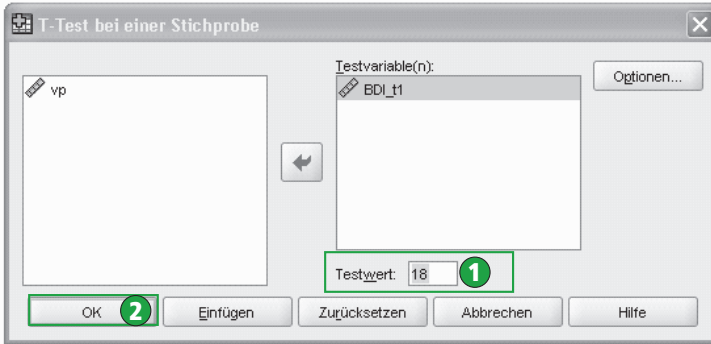 T-Test bei einer Stichprobe
Testvariable(n):
vp
BDI_t1
Optionen...
Testwert: 18 1
OK 2 Einfügen Zurücksetzen Abbrechen Hilfe